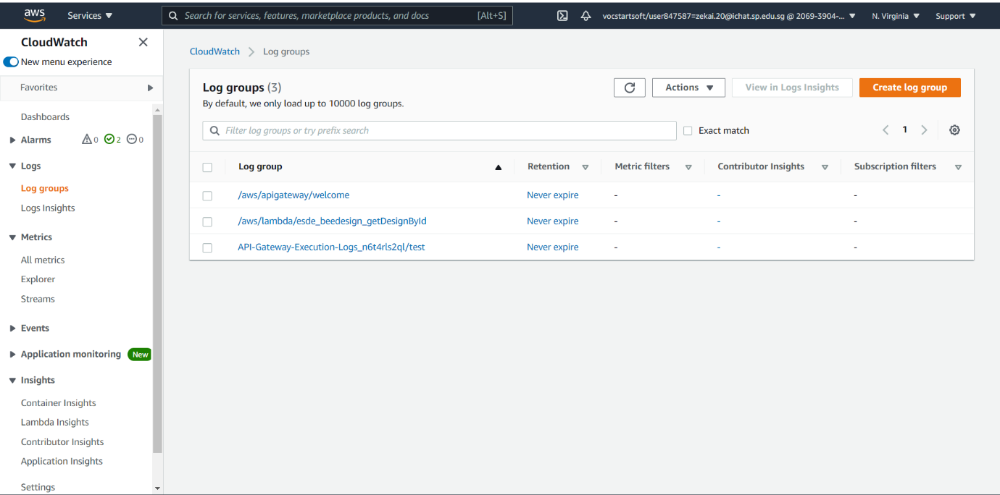 aws Services Search for services, features, marketplace products, and docs [Alt+S] vocstartsoft/user847587=zekai.20@ichat.sp.edu.sg @ 2069-3904-... N. Virginia Support
CloudWatch
New menu experience
Favorites
Dashboards
Alarms 0 2 0
Logs
Log groups
Logs Insights
Metrics
All metrics
Explorer
Streams
Events
Application monitoring New
Insights
Container Insights
Lambda Insights
Contributor Insights
Application Insights
Settings
CloudWatch Log groups
Log groups (3) Actions View in Logs Insights Create log group
By default, we only load up to 10000 log groups.
Filter log groups or try prefix search Exact match 1
Log group Retention Metric filters Contributor Insights Subscription filters
/aws/apigateway/welcome Never expire - - -
/aws/lambda/esde_beedesign_getDesignById Never expire - - -
API-Gateway-Execution-Logs_n6t4rls2ql/test Never expire - - -